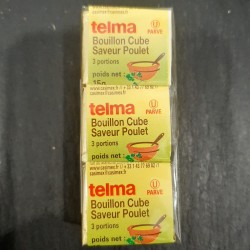 telma
Bouillon Cube
Saveur Poulet
3 portions
U
PARVE
poids net :
15g
telma
Bouillon Cube
Saveur Poulet
3 portions
U
PARVE
poids net :
telma
Bouillon Cube
Saveur Poulet
3 portions
U
PARVE
poids net :